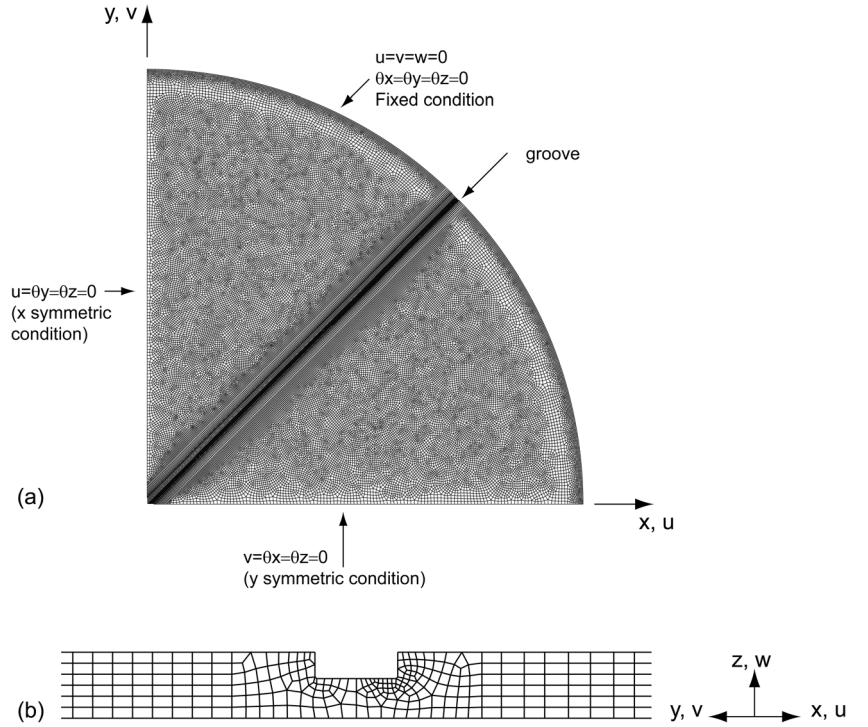 y, v
u=v=w=0
θx=θy=θz=0
Fixed condition
groove
u=θy=θz=0
(x symmetric
condition)
(a)
x, u
v=θx=θz=0
(y symmetric condition)
z, w
(b)
y, v
x, u